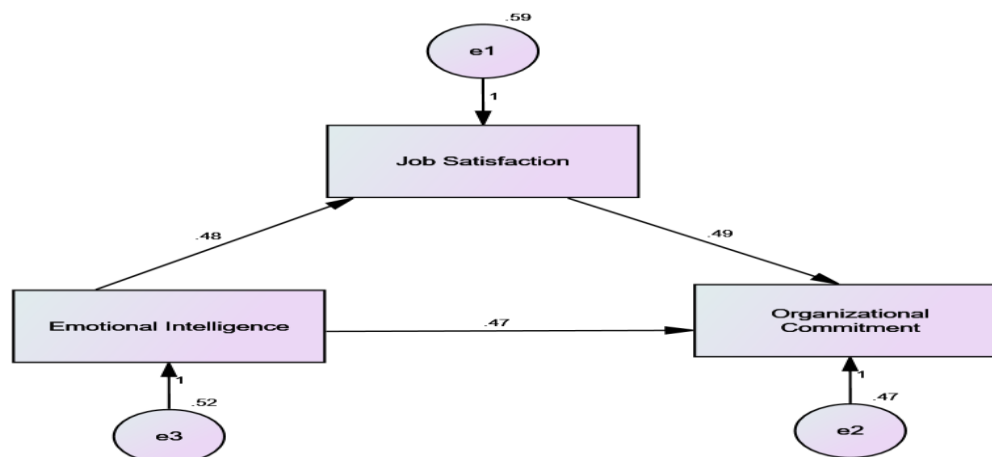 .59
e1
1
Job Satisfaction
.48
.49
Emotional Intelligence
.47
Organizational
Commitment
1
.52
e3
1
.47
e2